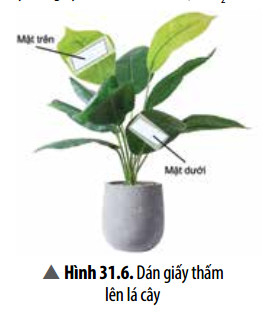 Mặt trên
Mặt dưới
▲ Hình 31.6. Dán giấy thấm
lên lá cây